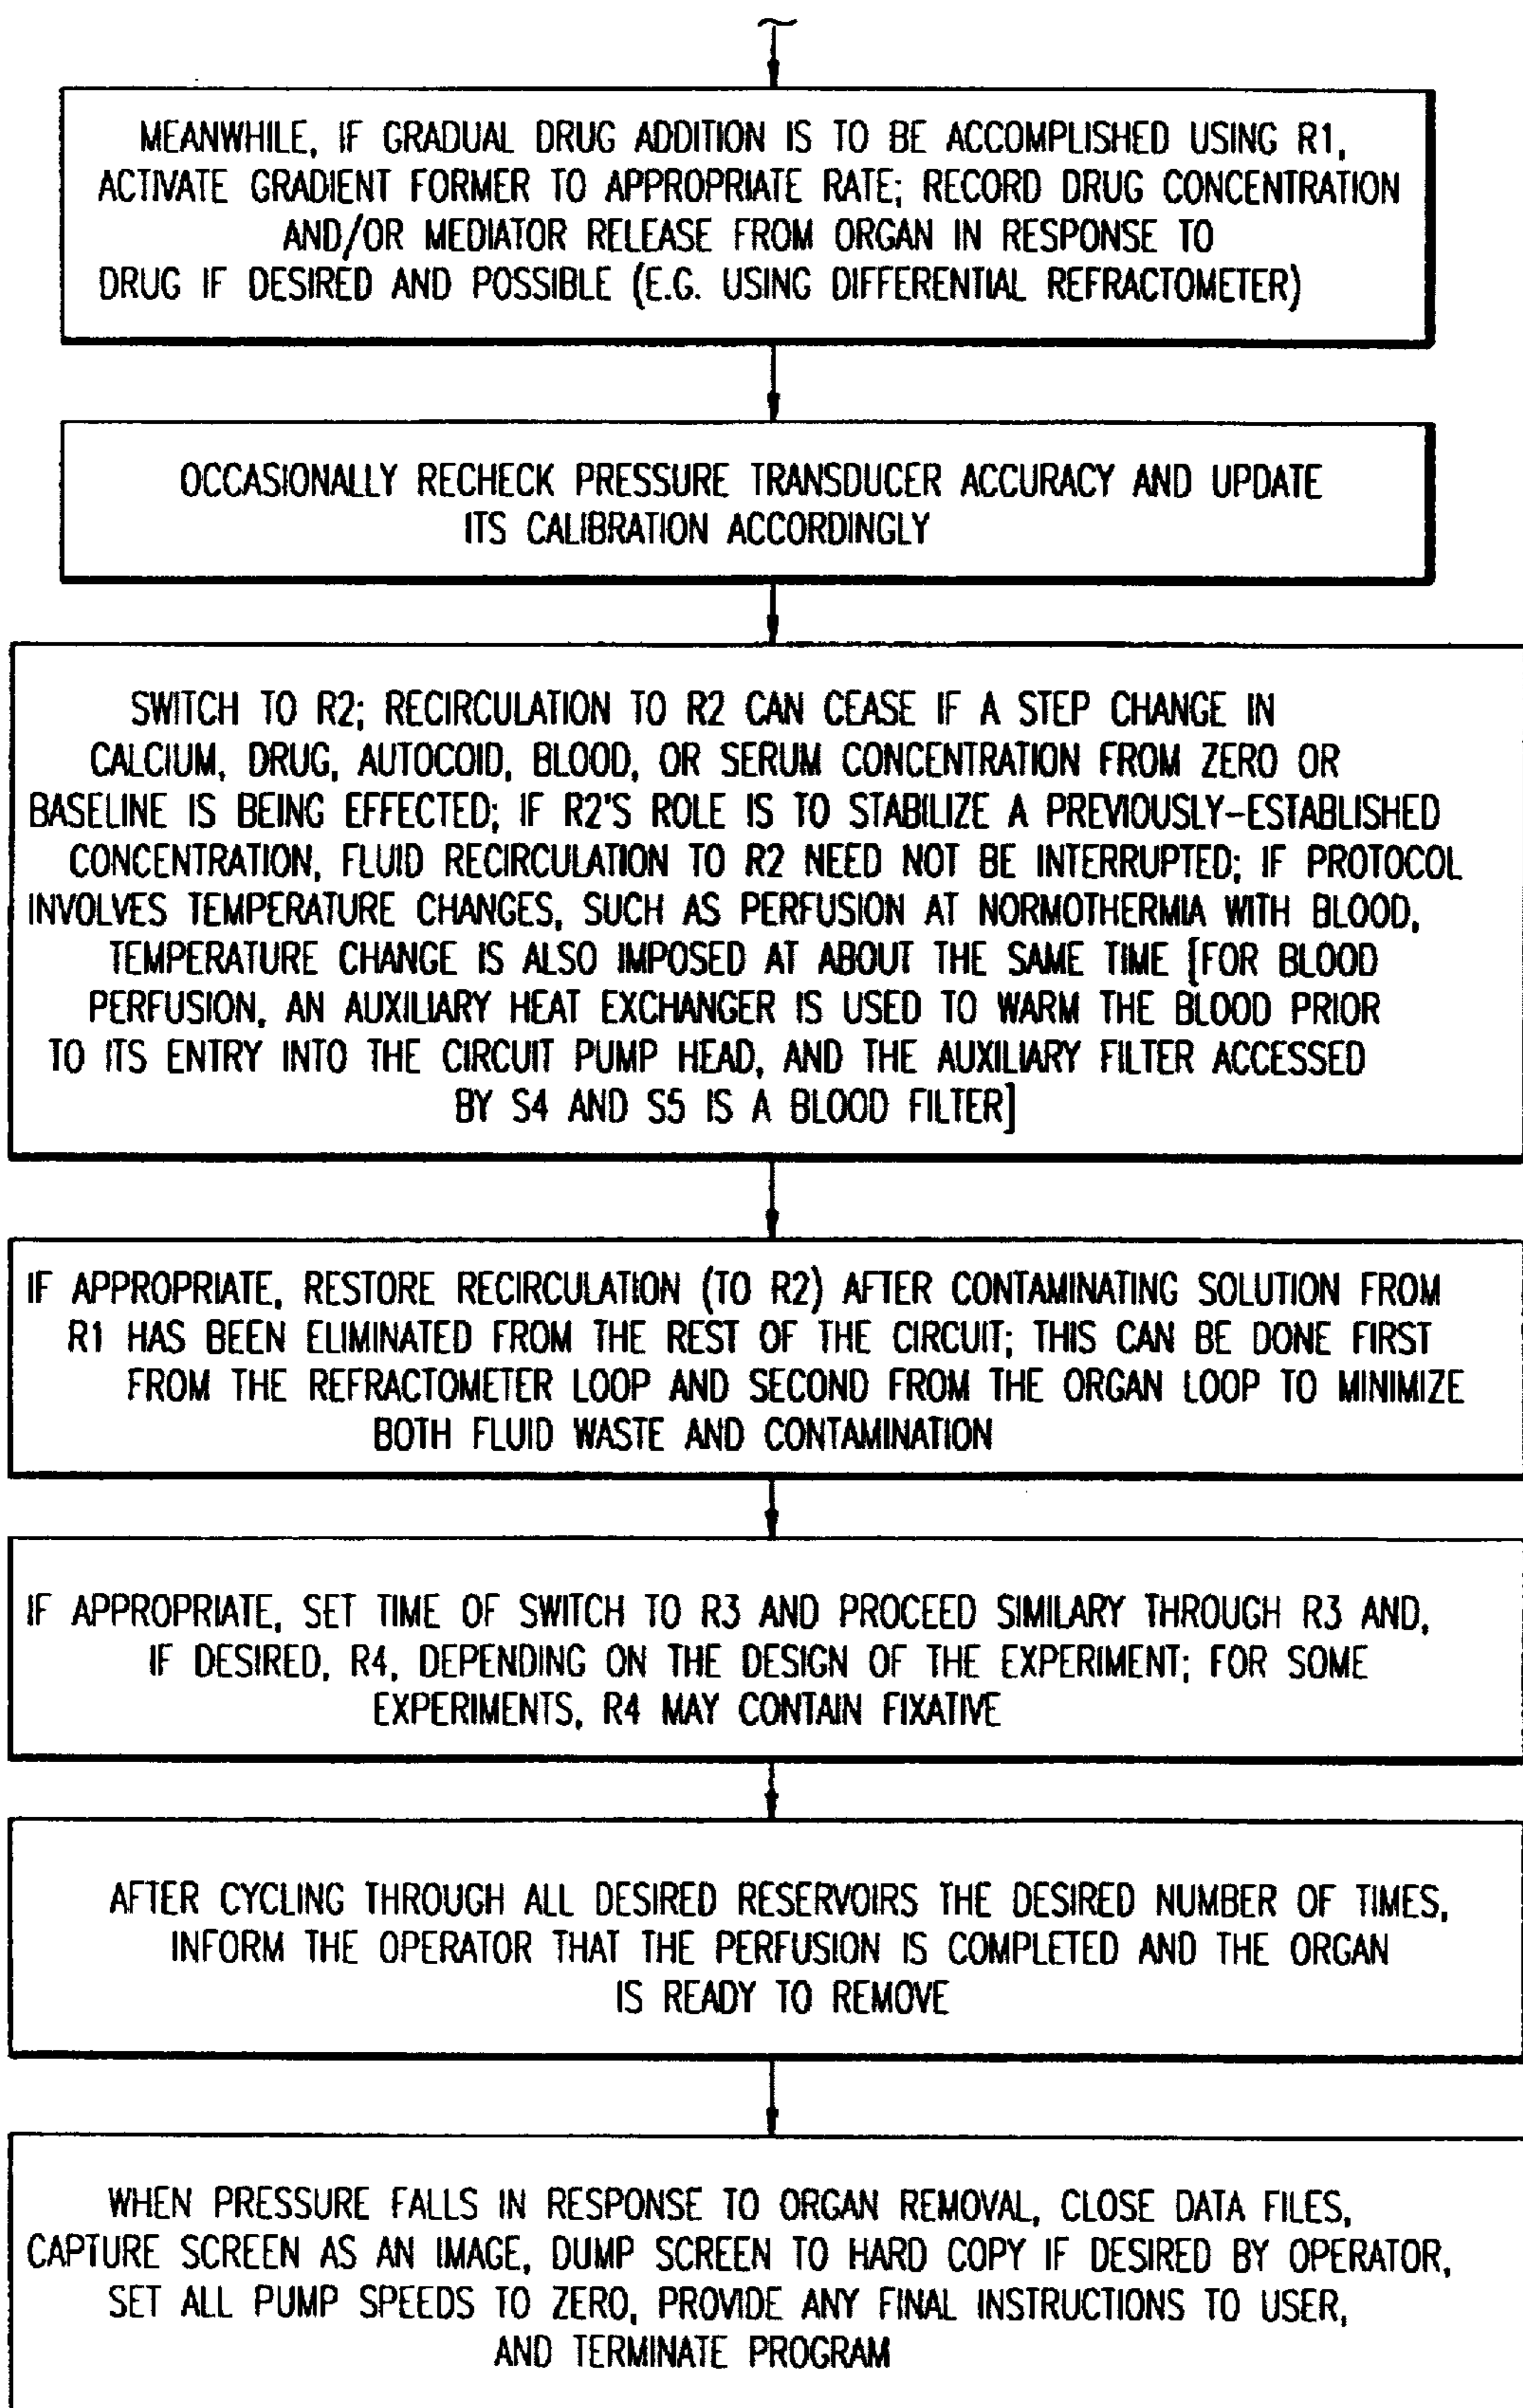 MEANWHILE, IF GRADUAL DRUG ADDITION IS TO BE ACCOMPLISHED USING R1,
ACTIVATE GRADIENT FORMER TO APPROPRIATE RATE; RECORD DRUG CONCENTRATION
AND/OR MEDIATOR RELEASE FROM ORGAN IN RESPONSE TO
DRUG IF DESIRED AND POSSIBLE (E.G. USING DIFFERENTIAL REFRACTOMETER)
OCCASIONALLY RECHECK PRESSURE TRANSDUCER ACCURACY AND UPDATE
ITS CALIBRATION ACCORDINGLY
SWITCH TO R2; RECIRCULATION TO R2 CAN CEASE IF A STEP CHANGE IN
CALCIUM, DRUG, AUTOCOID, BLOOD, OR SERUM CONCENTRATION FROM ZERO OR
BASELINE IS BEING EFFECTED; IF R2'S ROLE IS TO STABILIZE A PREVIOUSLY-ESTABLISHED
CONCENTRATION, FLUID RECIRCULATION TO R2 NEED NOT BE INTERRUPTED; IF PROTOCOL
INVOLVES TEMPERATURE CHANGES, SUCH AS PERFUSION AT NORMOTHERMIA WITH BLOOD,
TEMPERATURE CHANGE IS ALSO IMPOSED AT ABOUT THE SAME TIME [FOR BLOOD
PERFUSION, AN AUXILIARY HEAT EXCHANGER IS USED TO WARM THE BLOOD PRIOR
TO ITS ENTRY INTO THE CIRCUIT PUMP HEAD, AND THE AUXILIARY FILTER ACCESSED
BY S4 AND S5 IS A BLOOD FILTER]
IF APPROPRIATE, RESTORE RECIRCULATION (TO R2) AFTER CONTAMINATING SOLUTION FROM
R1 HAS BEEN ELIMINATED FROM THE REST OF THE CIRCUIT; THIS CAN BE DONE FIRST
FROM THE REFRACTOMETER LOOP AND SECOND FROM THE ORGAN LOOP TO MINIMIZE
BOTH FLUID WASTE AND CONTAMINATION
IF APPROPRIATE, SET TIME OF SWITCH TO R3 AND PROCEED SIMILARY THROUGH R3 AND,
IF DESIRED, R4, DEPENDING ON THE DESIGN OF THE EXPERIMENT; FOR SOME
EXPERIMENTS, R4 MAY CONTAIN FIXATIVE
AFTER CYCLING THROUGH ALL DESIRED RESERVOIRS THE DESIRED NUMBER OF TIMES,
INFORM THE OPERATOR THAT THE PERFUSION IS COMPLETED AND THE ORGAN
IS READY TO REMOVE
WHEN PRESSURE FALLS IN RESPONSE TO ORGAN REMOVAL, CLOSE DATA FILES,
CAPTURE SCREEN AS AN IMAGE, DUMP SCREEN TO HARD COPY IF DESIRED BY OPERATOR,
SET ALL PUMP SPEEDS TO ZERO, PROVIDE ANY FINAL INSTRUCTIONS TO USER,
AND TERMINATE PROGRAM